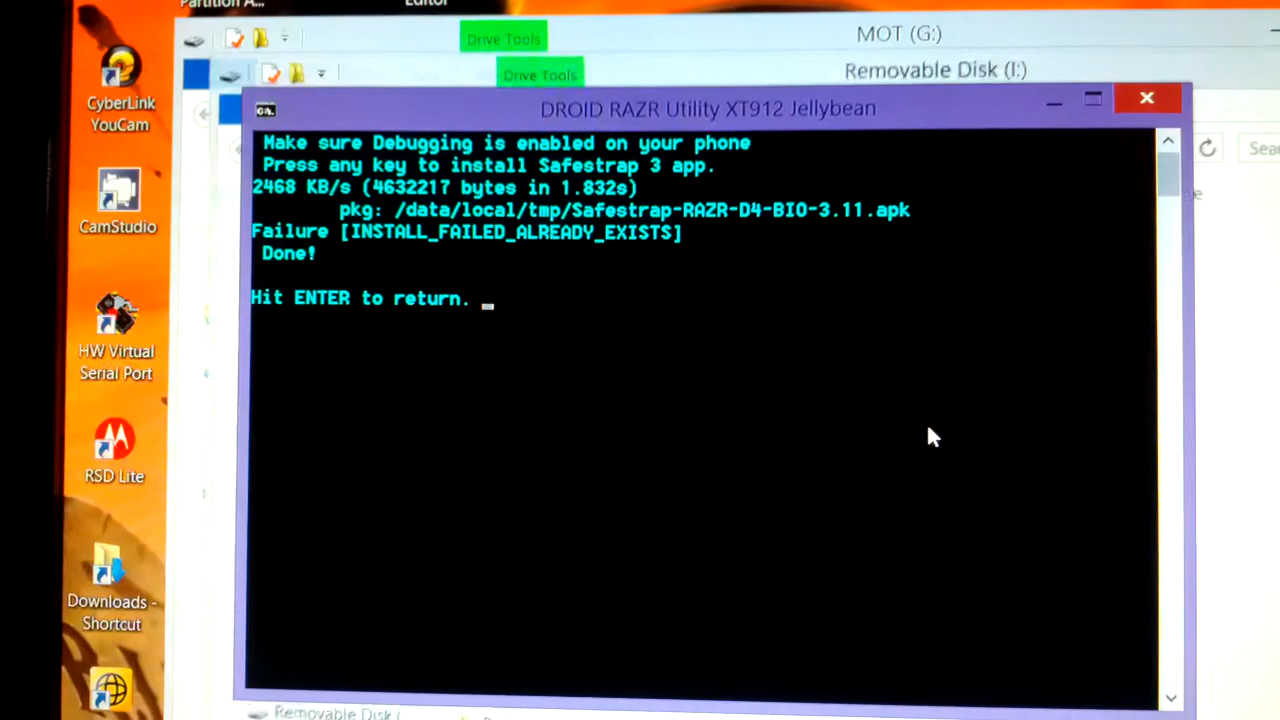 Partition A...
Editor
Drive Tools
MOT (G:)
Drive Tools
Removable Disk (I:)
DROID RAZR Utility XT912 Jellybean
Make sure Debugging is enabled on your phone
Press any key to install Safestrap 3 app.
2468 KB/s (4632217 bytes in 1.832s)
pkg: /data/local/tmp/Safestrap-RAZR-D4-BIO-3.11.apk
Failure [INSTALL_FAILED_ALREADY_EXISTS]
Done!
Hit ENTER to return.
CyberLink
YouCam
CamStudio
HW Virtual
Serial Port
RSD Lite
Downloads -
Shortcut
Sear
Removable Disk (